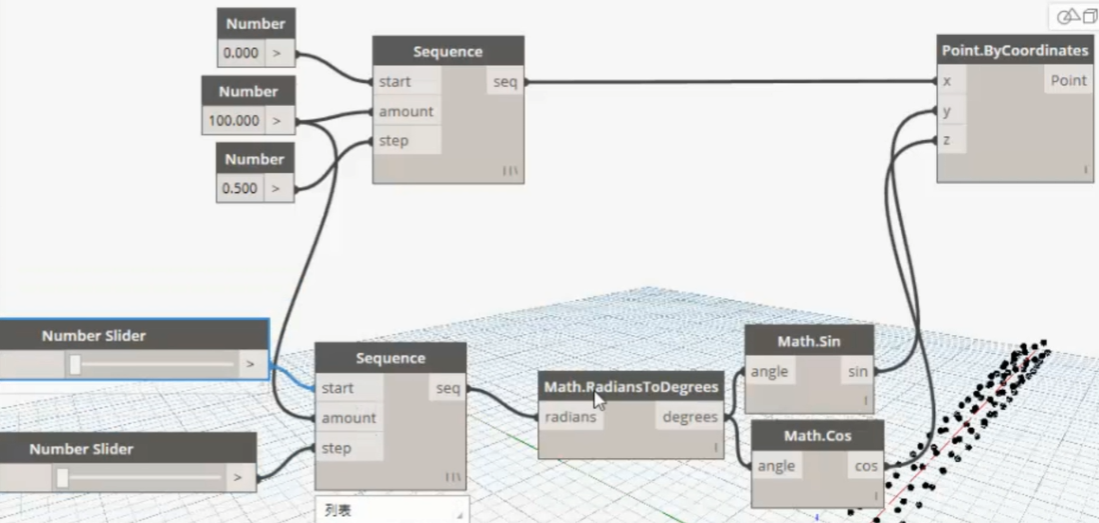 Number
0.000 >
Number
100.000 >
Number
0.500 >
Sequence
start seq
amount
step
Point.ByCoordinates
x Point
y
z
Number Slider
>
Number Slider
>
Sequence
start seq
amount
step
列表
Math.RadiansToDegrees
radians degrees
Math.Sin
angle sin
Math.Cos
angle cos